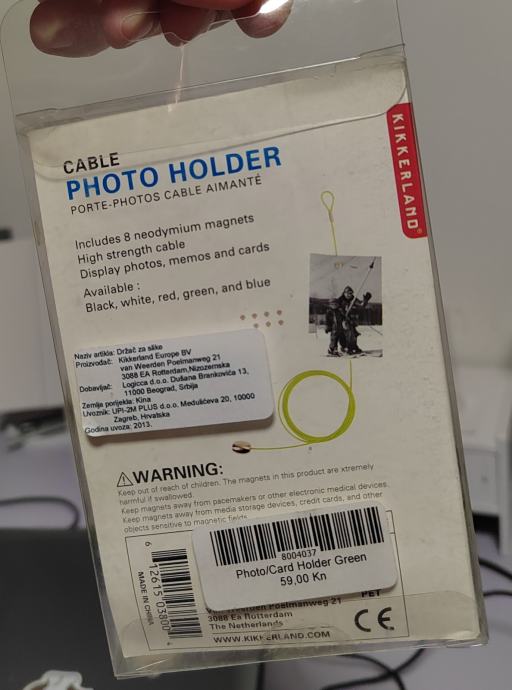 KIKKERLAND
CABLE
PHOTO HOLDER
PORTE-PHOTOS CABLE AIMANTÉ
Includes 8 neodymium magnets
High strength cable
Display photos, memos and cards
Available :
Black, white, red, green, and blue
Naziv artikla: Držač za slike
Proizvođač: Kikkerland Europe BV
van Weerden Poelmanweg 21
3088 EA Rotterdam,Nizozemska
Dobavljač: Logicca d.o.o. Dušana Brankovića 13,
11000 Beograd, Srbija
Zemlja porijekla: Kina
Uvoznik: UPI-2M PLUS d.o.o. Medulićeva 20, 10000
Zagreb, Hrvatska
Godina uvoza: 2013.
WARNING:
Keep out of reach of children. The magnets in this product are xtremely
harmful if swallowed.
Keep magnets away from pacemakers or other electronic medical devices.
Keep magnets away from media storage devices, credit cards, and other
objects sensitive to magnetic fields.
8004037
Photo/Card Holder Green
59,00 Kn
6 12615 03800
MADE IN CHINA
Weerden Poelmanweg 21
3088 Ea Rotterdam
The Netherlands
WWW.KIKKERLAND.COM
PET
CE